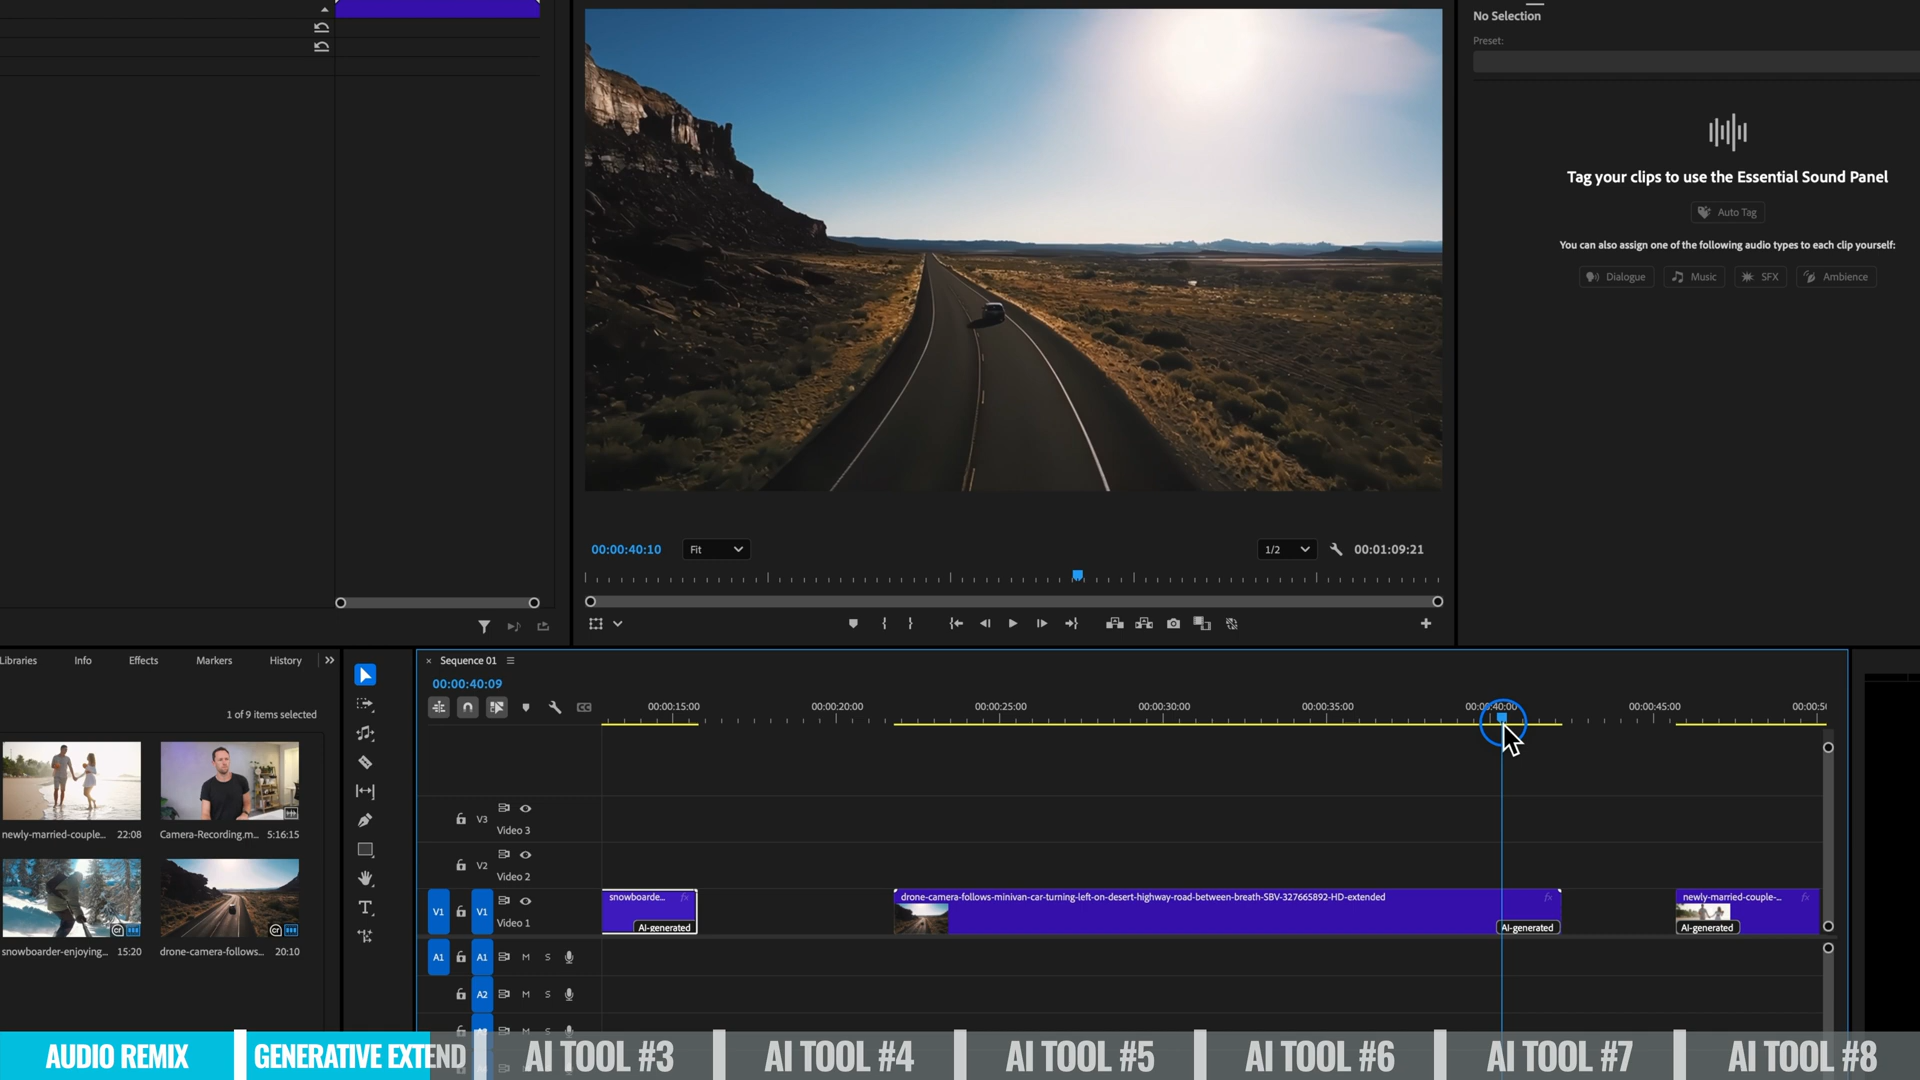 No Selection
Preset:
Tag your clips to use the Essential Sound Panel
Auto Tag
You can also assign one of the following audio types to each clip yourself:
Dialogue
Music
SFX
Ambience
00:00:40:10
Fit
1/2
00:01:09:21
Libraries
Info
Effects
Markers
History
1 of 9 items selected
newly-married-couple...
22:08
Camera-Recording.m...
5:16:15
snowboarder-enjoying...
15:20
drone-camera-follows...
20:10
Sequence 01
00:00:40:09
00:00:15:00
00:00:20:00
00:00:25:00
00:00:30:00
00:00:35:00
00:00:40:00
00:00:45:00
V3
Video 3
V2
Video 2
V1
V1
Video 1
snowboarde...
fx
AI-generated
drone-camera-follows-minivan-car-turning-left-on-desert-highway-road-between-breath-SBV-327665892-HD-extended
fx
AI-generated
newly-married-couple-...
fx
AI-generated
A1
A1
M
S
A2
M
S
AUDIO REMIX
GENERATIVE EXTEND
AI TOOL #3
AI TOOL #4
AI TOOL #5
AI TOOL #6
AI TOOL #7
AI TOOL #8